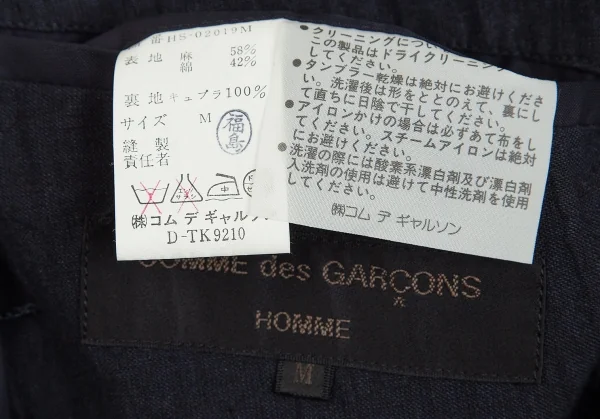 番 HS-02019M
表地 麻 58%
綿 42%
裏地 キュプラ100%
サイズ M
福島
縫製
責任者
中
㈱コム デ ギャルソン
D-TK9210
●クリーニングについ
この製品はドライクリーニン
してください。
●タンブラー乾燥は絶対にお避けくださ
い。洗濯後は形をととのえて、裏にし
て直ちに日陰で干してください。
●アイロンかけの場合は必ずあて布をし
てください。スチームアイロンは絶対
にお避けください。
●洗濯の際には酸素系漂白剤及び漂白剤
入洗剤の使用は避けて中性洗剤を使用
してください。
㈱コム デ ギャルソン
COMME des GARÇONS
HOMME
M